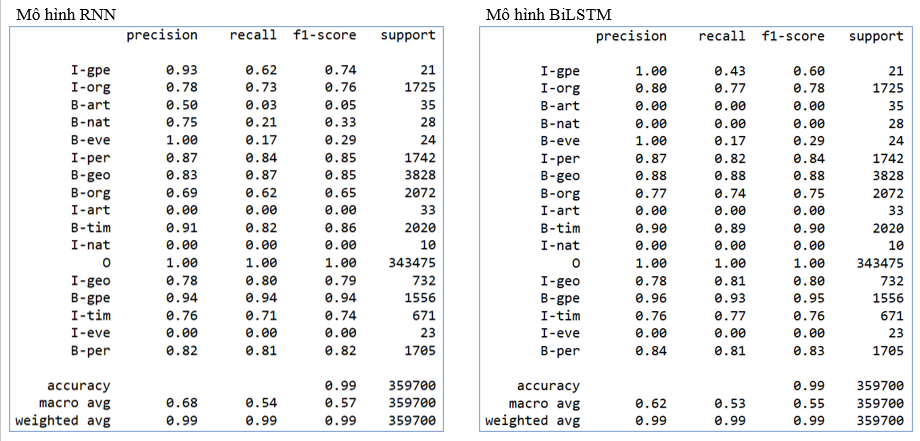 Mô hình RNN
precision recall f1-score support
I-gpe 0.93 0.62 0.74 21
I-org 0.78 0.73 0.76 1725
B-art 0.50 0.03 0.05 35
B-nat 0.75 0.21 0.33 28
B-eve 1.00 0.17 0.29 24
I-per 0.87 0.84 0.85 1742
B-geo 0.83 0.87 0.85 3828
B-org 0.69 0.62 0.65 2072
I-art 0.00 0.00 0.00 33
B-tim 0.91 0.82 0.86 2020
I-nat 0.00 0.00 0.00 10
O 1.00 1.00 1.00 343475
I-geo 0.78 0.80 0.79 732
B-gpe 0.94 0.94 0.94 1556
I-tim 0.76 0.71 0.74 671
I-eve 0.00 0.00 0.00 23
B-per 0.82 0.81 0.82 1705
accuracy 0.99 359700
macro avg 0.68 0.54 0.57 359700
weighted avg 0.99 0.99 0.99 359700
Mô hình BiLSTM
precision recall f1-score support
I-gpe 1.00 0.43 0.60 21
I-org 0.80 0.77 0.78 1725
B-art 0.00 0.00 0.00 35
B-nat 0.00 0.00 0.00 28
B-eve 1.00 0.17 0.29 24
I-per 0.87 0.82 0.84 1742
B-geo 0.88 0.88 0.88 3828
B-org 0.77 0.74 0.75 2072
I-art 0.00 0.00 0.00 33
B-tim 0.90 0.89 0.90 2020
I-nat 0.00 0.00 0.00 10
O 1.00 1.00 1.00 343475
I-geo 0.78 0.81 0.80 732
B-gpe 0.96 0.93 0.95 1556
I-tim 0.76 0.77 0.76 671
I-eve 0.00 0.00 0.00 23
B-per 0.84 0.81 0.83 1705
accuracy 0.99 359700
macro avg 0.62 0.53 0.55 359700
weighted avg 0.99 0.99 0.99 359700